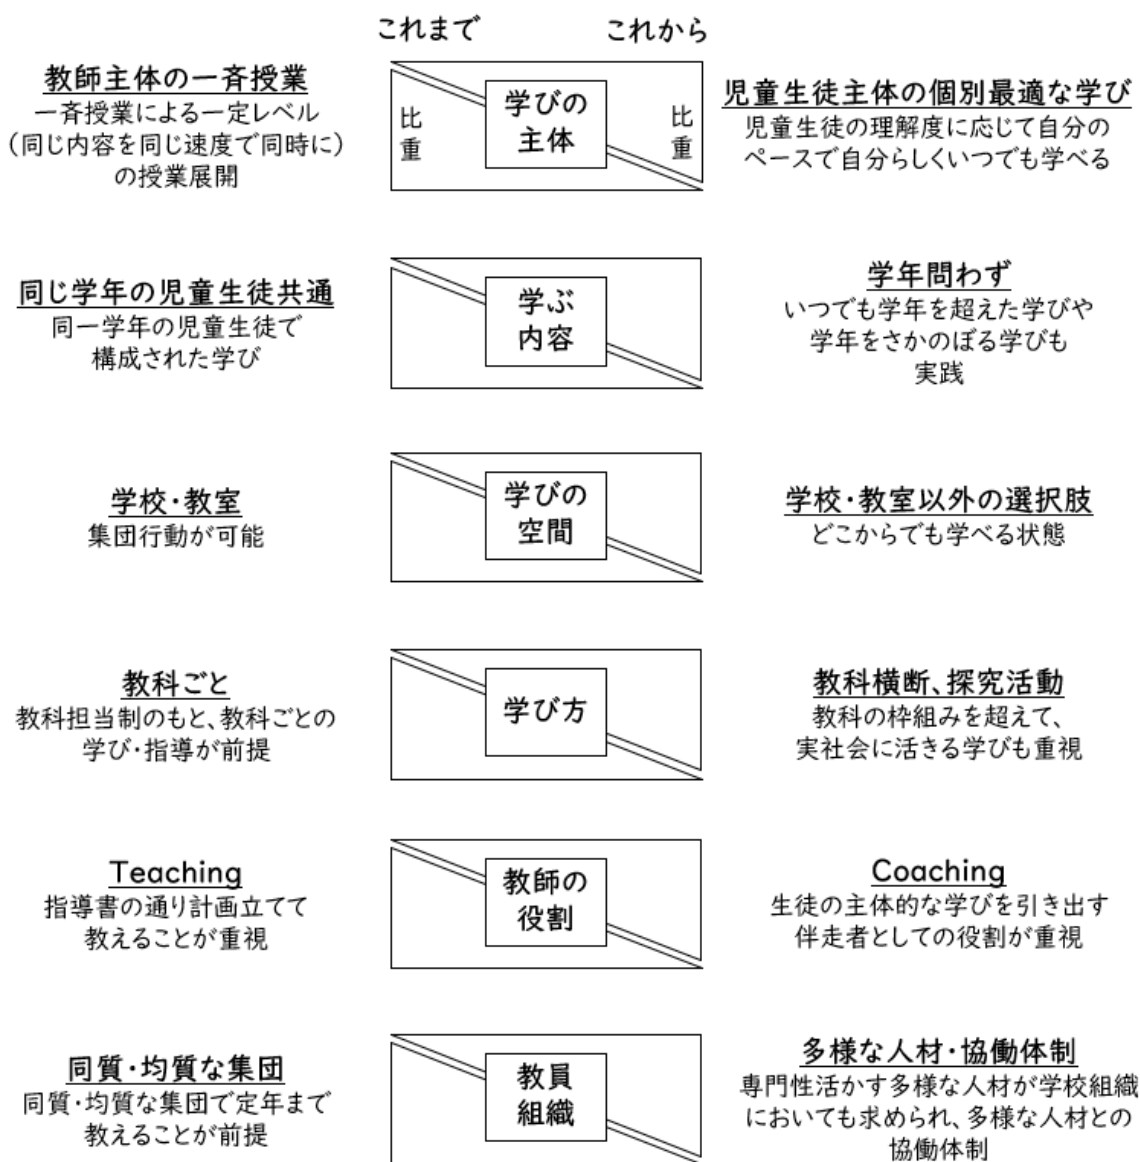 これまで
これから
教師主体の一斉授業
一斉授業による一定レベル
(同じ内容を同じ速度で同時に)
の授業展開
比重
学びの
主体
比重
児童生徒主体の個別最適な学び
児童生徒の理解度に応じて自分の
ペースで自分らしくいつでも学べる
同じ学年の児童生徒共通
同一学年の児童生徒で
構成された学び
学ぶ
内容
学年問わず
いつでも学年を超えた学びや
学年をさかのぼる学びも
実践
学校・教室
集団行動が可能
学びの
空間
学校・教室以外の選択肢
どこからでも学べる状態
教科ごと
教科担当制のもと、教科ごとの
学び・指導が前提
学び方
教科横断、探究活動
教科の枠組みを超えて、
実社会に活きる学びも重視
Teaching
指導書の通り計画立てて
教えることが重視
教師の
役割
Coaching
生徒の主体的な学びを引き出す
伴走者としての役割が重視
同質・均質な集団
同質・均質な集団で定年まで
教えることが前提
教員
組織
多様な人材・協働体制
専門性活かす多様な人材が学校組織
においても求められ、多様な人材との
協働体制